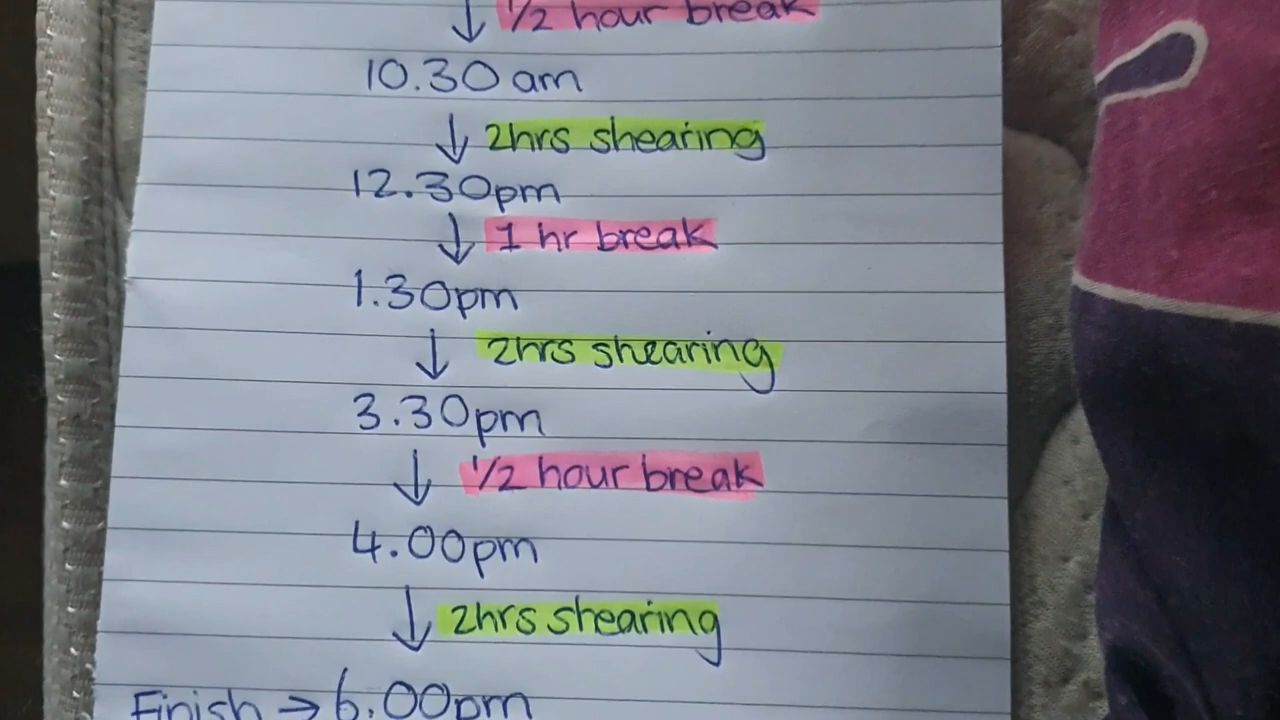 ↓ 1/2 hour break
10.30 am
↓ 2hrs shearing
12.30pm
↓ 1 hr break
1.30pm
↓ 2hrs shearing
3.30pm
↓ 1/2 hour break
4.00pm
↓ 2hrs shearing
Finish → 6.00pm